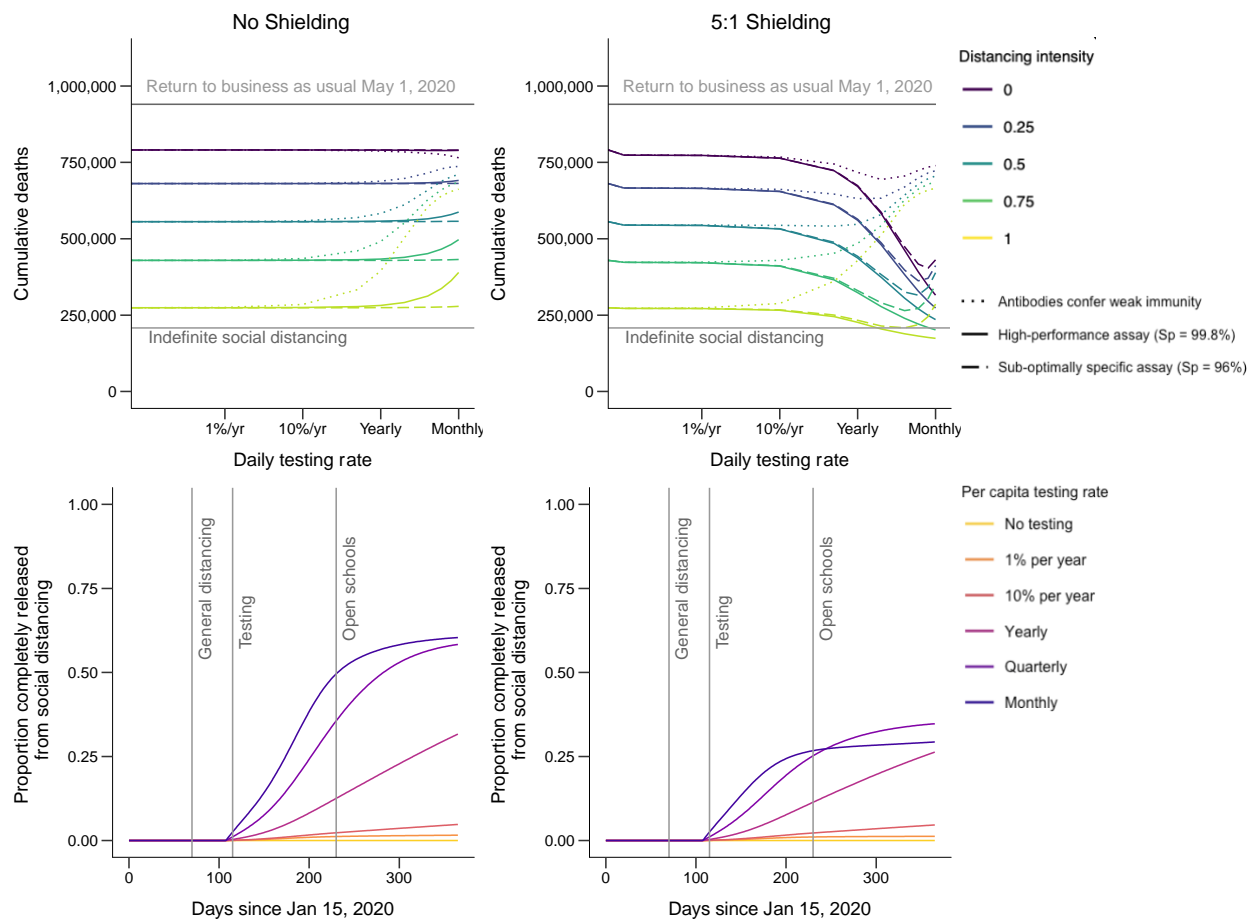 No Shielding
Cumulative deaths
1,000,000
750,000
500,000
250,000
0
Return to business as usual May 1, 2020
Indefinite social distancing
1%/yr
10%/yr
Yearly
Monthly
Daily testing rate
5:1 Shielding
Cumulative deaths
1,000,000
750,000
500,000
250,000
0
Return to business as usual May 1, 2020
Indefinite social distancing
1%/yr
10%/yr
Yearly
Monthly
Daily testing rate
Distancing intensity
0
0.25
0.5
0.75
1
Antibodies confer weak immunity
High-performance assay (Sp = 99.8%)
Sub-optimally specific assay (Sp = 96%)
Proportion completely released
from social distancing
1.00
0.75
0.50
0.25
0.00
General distancing
Testing
Open schools
0
100
200
300
Days since Jan 15, 2020
Proportion completely released
from social distancing
1.00
0.75
0.50
0.25
0.00
General distancing
Testing
Open schools
0
100
200
300
Days since Jan 15, 2020
Per capita testing rate
No testing
1% per year
10% per year
Yearly
Quarterly
Monthly